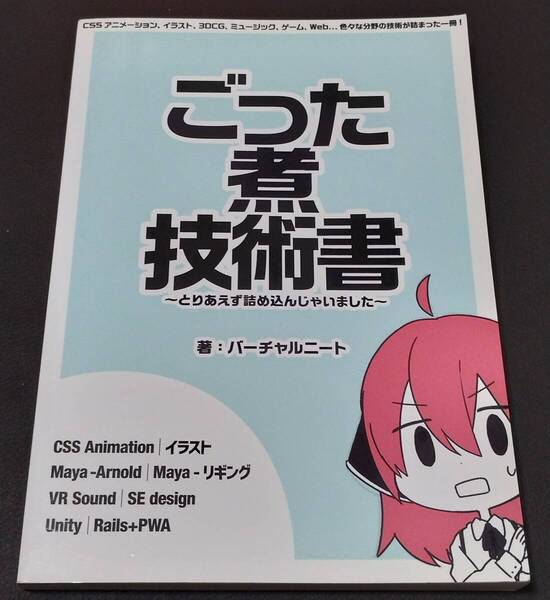 CSSアニメーション、イラスト、3DCG、ミュージック、ゲーム、Web... 色々な分野の技術が詰まった一冊！
ごった
煮
技術書
～とりあえず詰め込んじゃいました～
著：バーチャルニート
CSS Animation | イラスト
Maya-Arnold | Maya-リギング
VR Sound | SE design
Unity | Rails+PWA